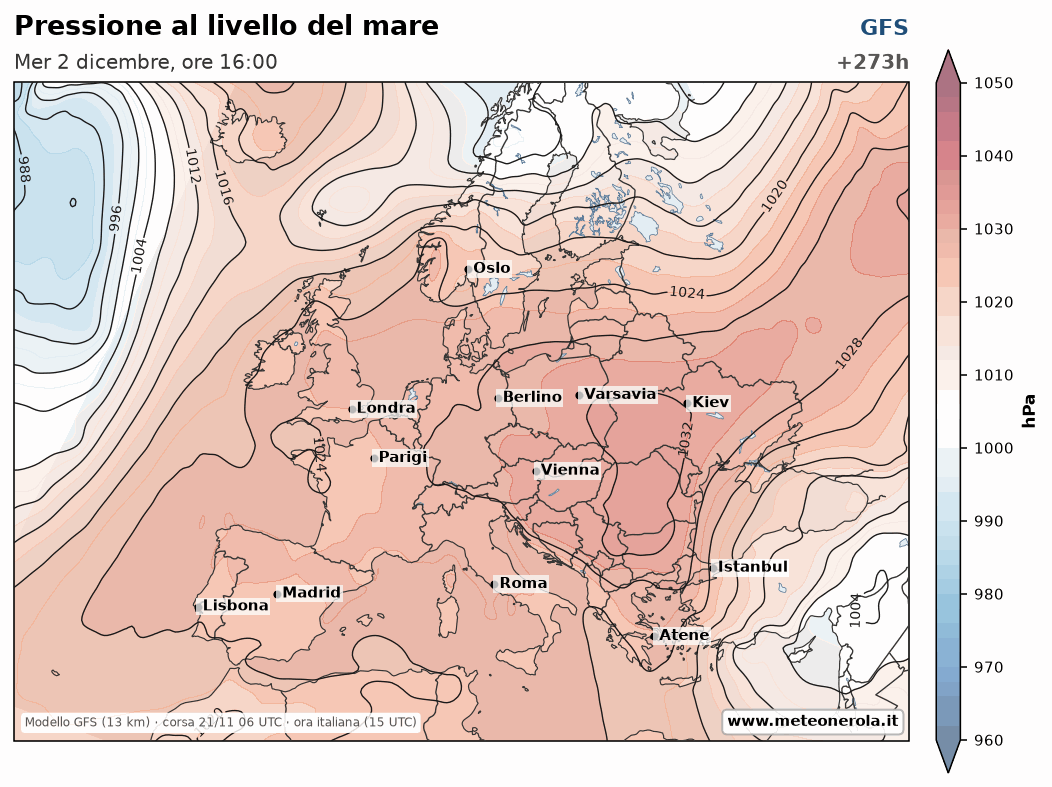 Pressione al livello del mare
GFS
Mer 2 dicembre, ore 16:00
+273h
1050
1040
1030
1020
1010
1000
990
980
970
960
hPa
988
996
1004
1012
1016
1020
1024
1028
1032
1024
1004
Oslo
Londra
Berlino
Varsavia
Kiev
Parigi
Vienna
Istanbul
Roma
Madrid
Lisbona
Atene
Modello GFS (13 km) · corsa 21/11 06 UTC · ora italiana (15 UTC)
www.meteonerola.it